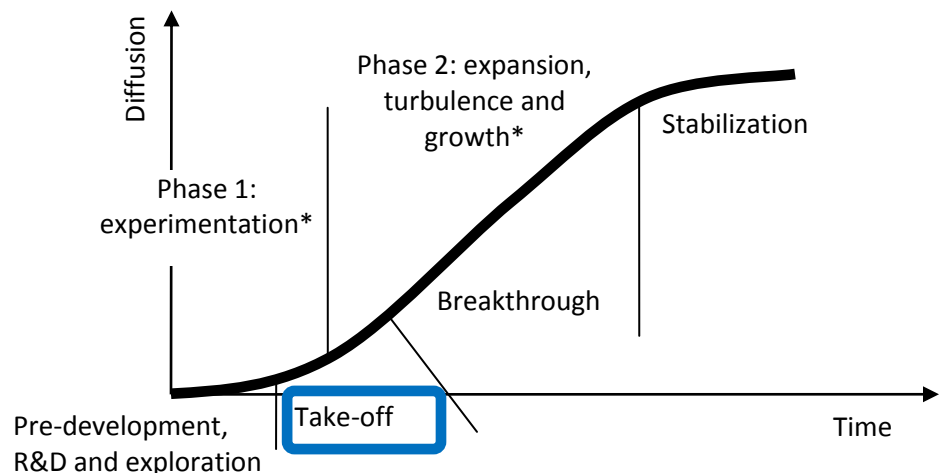 Diffusion
Phase 2: expansion,
turbulence and
growth*
Stabilization
Phase 1:
experimentation*
Breakthrough
Take-off
Time
Pre-development,
R&D and exploration